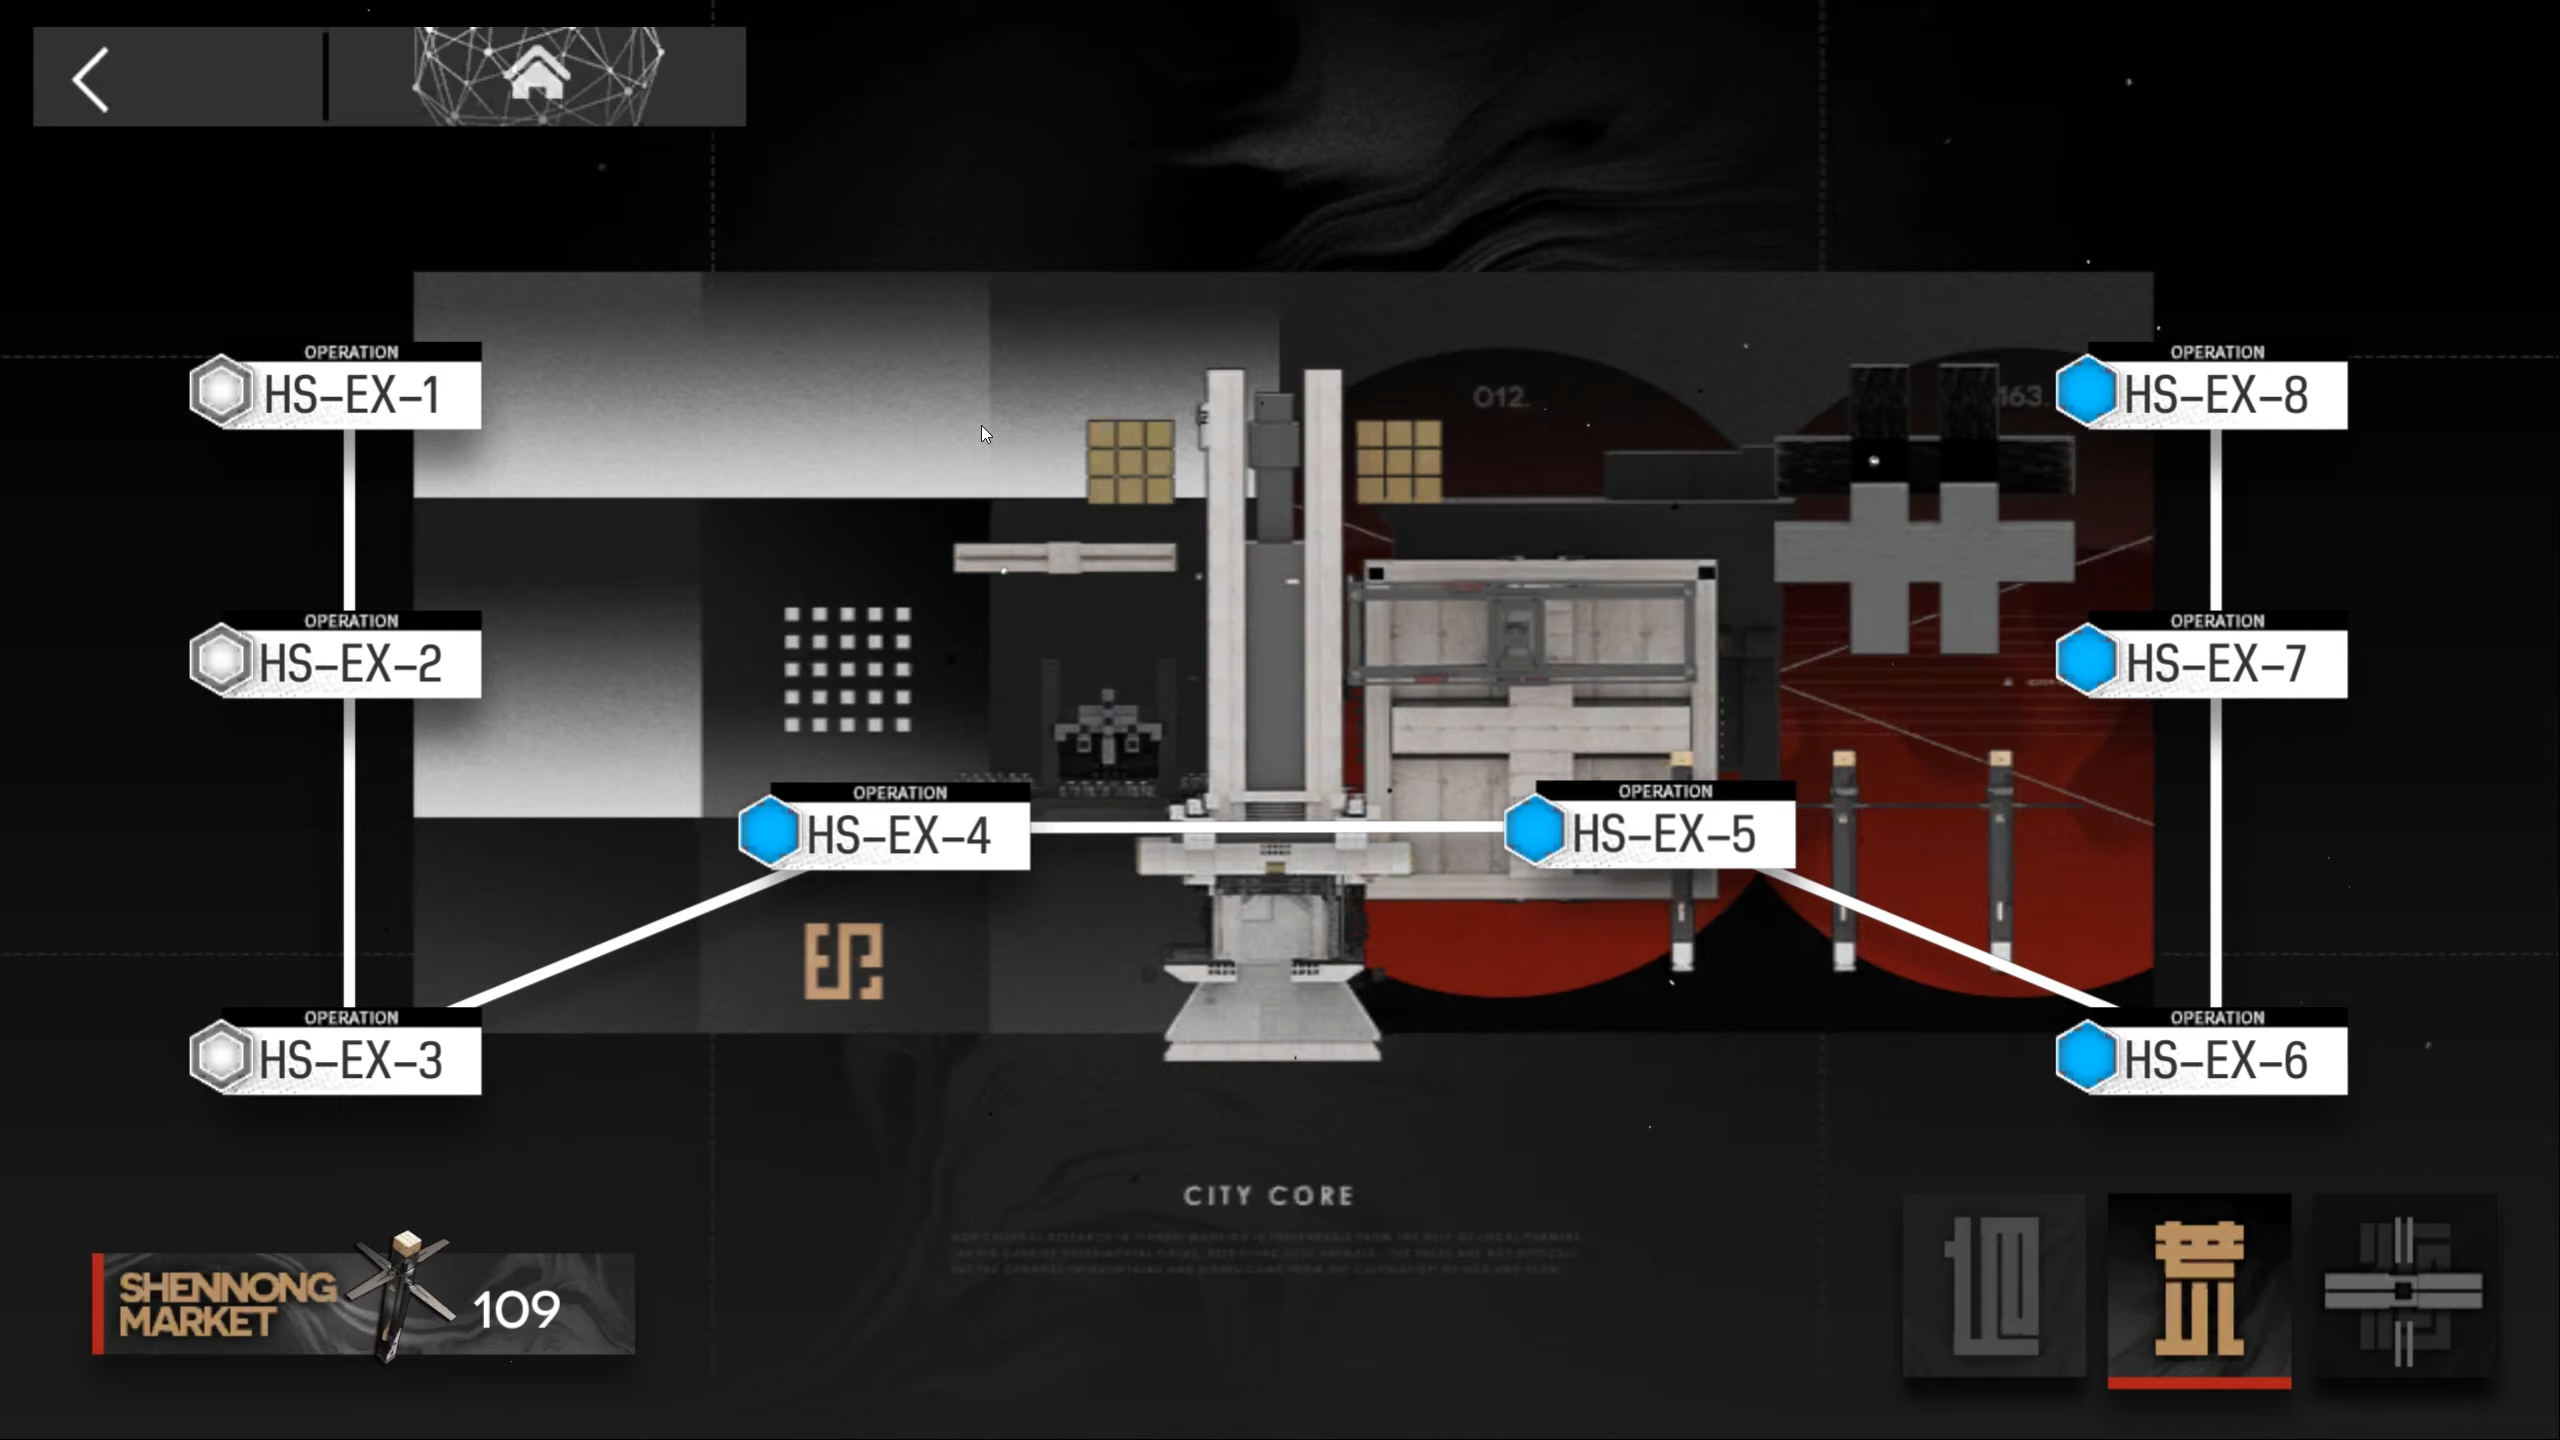 OPERATION
HS-EX-1
OPERATION
HS-EX-2
OPERATION
HS-EX-3
OPERATION
HS-EX-4
OPERATION
HS-EX-5
OPERATION
HS-EX-6
OPERATION
HS-EX-7
OPERATION
HS-EX-8
012.
163.
CITY CORE
SHENNONG
MARKET
109